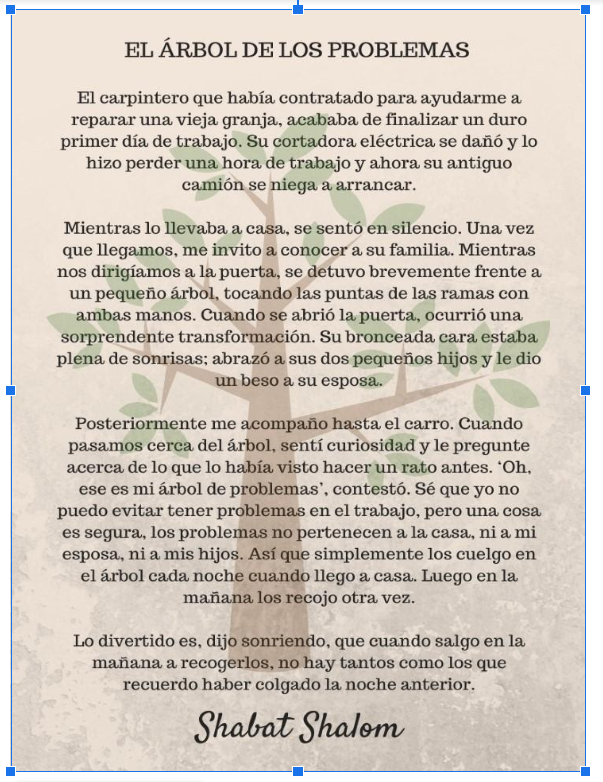 EL ÁRBOL DE LOS PROBLEMAS
El carpintero que había contratado para ayudarme a
reparar una vieja granja, acababa de finalizar un duro
primer día de trabajo. Su cortadora eléctrica se dañó y lo
hizo perder una hora de trabajo y ahora su antiguo
camión se niega a arrancar.
Mientras lo llevaba a casa, se sentó en silencio. Una vez
que llegamos, me invito a conocer a su familia. Mientras
nos dirigíamos a la puerta, se detuvo brevemente frente a
un pequeño árbol, tocando las puntas de las ramas con
ambas manos. Cuando se abrió la puerta, ocurrió una
sorprendente transformación. Su bronceada cara estaba
plena de sonrisas; abrazó a sus dos pequeños hijos y le dio
un beso a su esposa.
Posteriormente me acompaño hasta el carro. Cuando
pasamos cerca del árbol, sentí curiosidad y le pregunte
acerca de lo que lo había visto hacer un rato antes. ‘Oh,
ese es mi árbol de problemas’, contestó. Sé que yo no
puedo evitar tener problemas en el trabajo, pero una cosa
es segura, los problemas no pertenecen a la casa, ni a mi
esposa, ni a mis hijos. Así que simplemente los cuelgo en
el árbol cada noche cuando llego a casa. Luego en la
mañana los recojo otra vez.
Lo divertido es, dijo sonriendo, que cuando salgo en la
mañana a recogerlos, no hay tantos como los que
recuerdo haber colgado la noche anterior.
Shabat Shalom